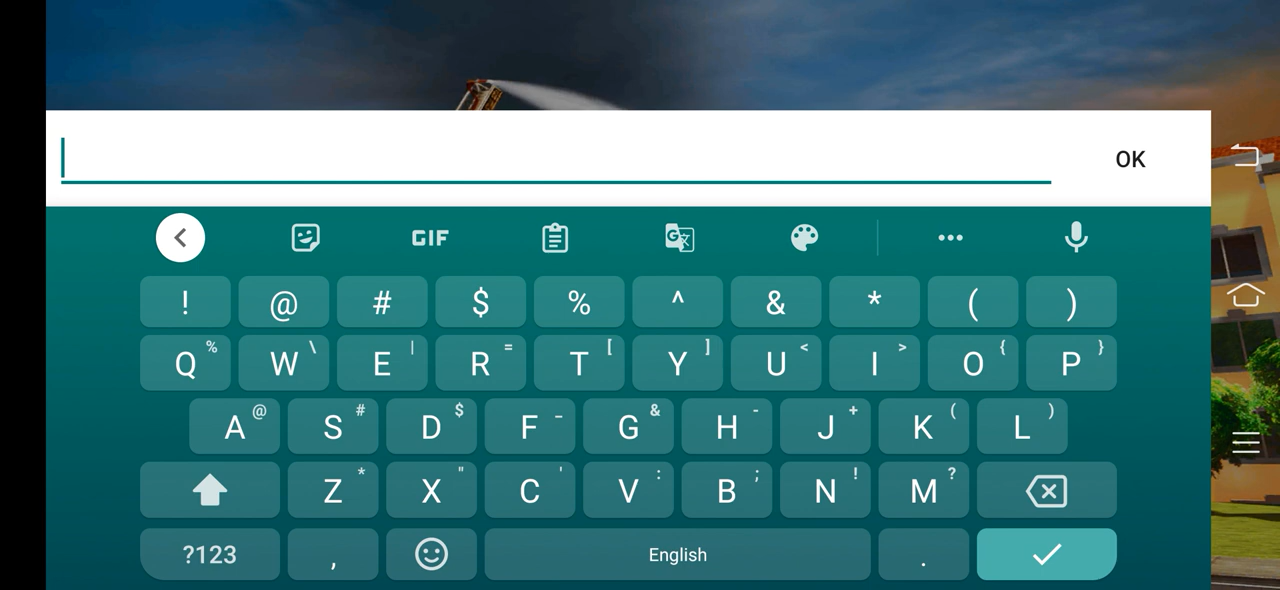 OK
GIF
! @ # $ % ^ & * ( )
Q % W \ E | R = T [ Y ] U < I > O { P }
A @ S # D $ F _ G & H - J + K ( L )
Z * X " C ' V : B ; N ! M ?
?123 , English .